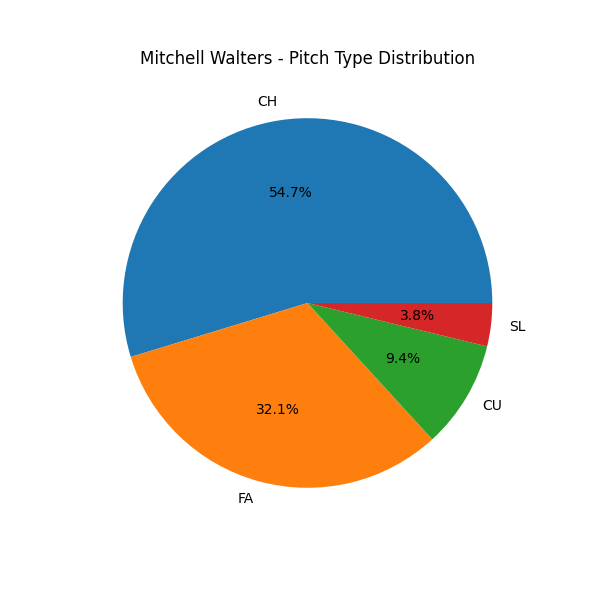 Mitchell Walters - Pitch Type Distribution
CH
54.7%
3.8%
SL
9.4%
CU
32.1%
FA